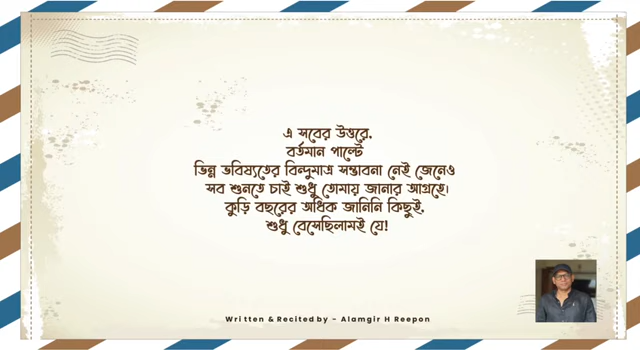 এ সবের উত্তরে,
বর্তমান পাল্টে
ভিন্ন ভবিষ্যতের বিন্দুমাত্র সম্ভাবনা নেই জেনেও
সব শুনতে চাই শুধু তোমায় জানার আগ্রহে।
কুড়ি বছরের অধিক জানিনি কিছুই,
শুধু বেসেছিলামই যে!
Written & Recited by - Alamgir H Reepon